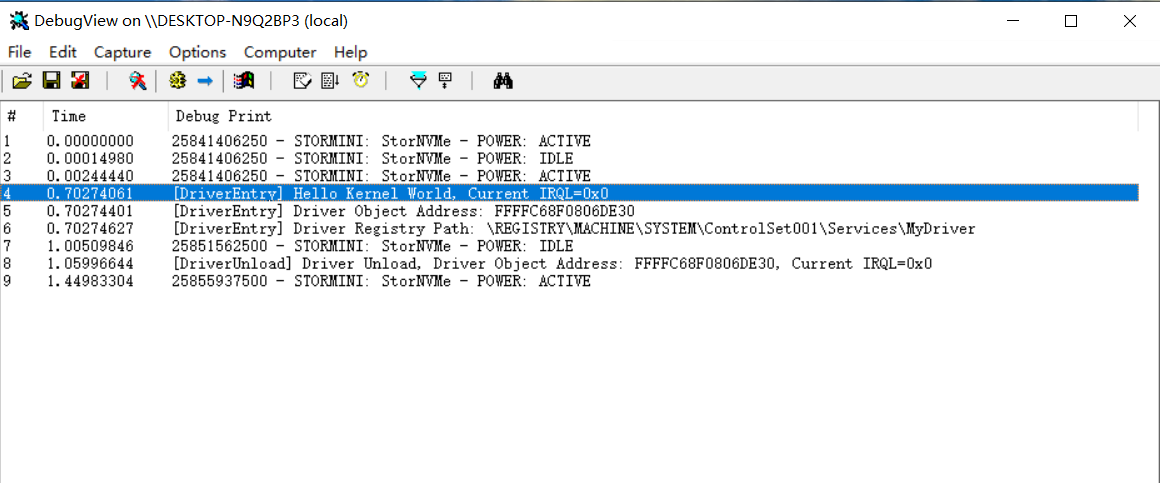 DebugView on \\DESKTOP-N9Q2BP3 (local)
File Edit Capture Options Computer Help
# Time Debug Print
1 0.00000000 25841406250 - STORMINI: StorNVMe - POWER: ACTIVE
2 0.00014980 25841406250 - STORMINI: StorNVMe - POWER: IDLE
3 0.00244440 25841406250 - STORMINI: StorNVMe - POWER: ACTIVE
4 0.70274061 [DriverEntry] Hello Kernel World, Current IRQL=0x0
5 0.70274401 [DriverEntry] Driver Object Address: FFFFC68F0806DE30
6 0.70274627 [DriverEntry] Driver Registry Path: \REGISTRY\MACHINE\SYSTEM\ControlSet001\Services\MyDriver
7 1.00509846 25851562500 - STORMINI: StorNVMe - POWER: IDLE
8 1.05996644 [DriverUnload] Driver Unload, Driver Object Address: FFFFC68F0806DE30, Current IRQL=0x0
9 1.44983304 25855937500 - STORMINI: StorNVMe - POWER: ACTIVE